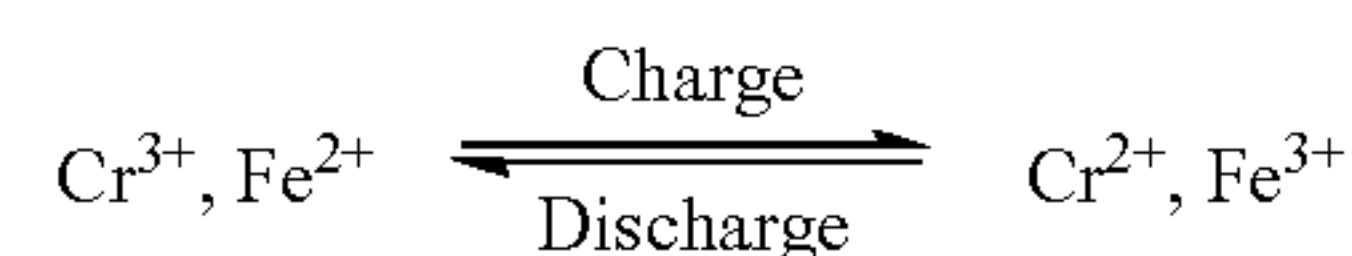 Charge
Cr³⁺, Fe²⁺ ⇌ Cr²⁺, Fe³⁺
Discharge